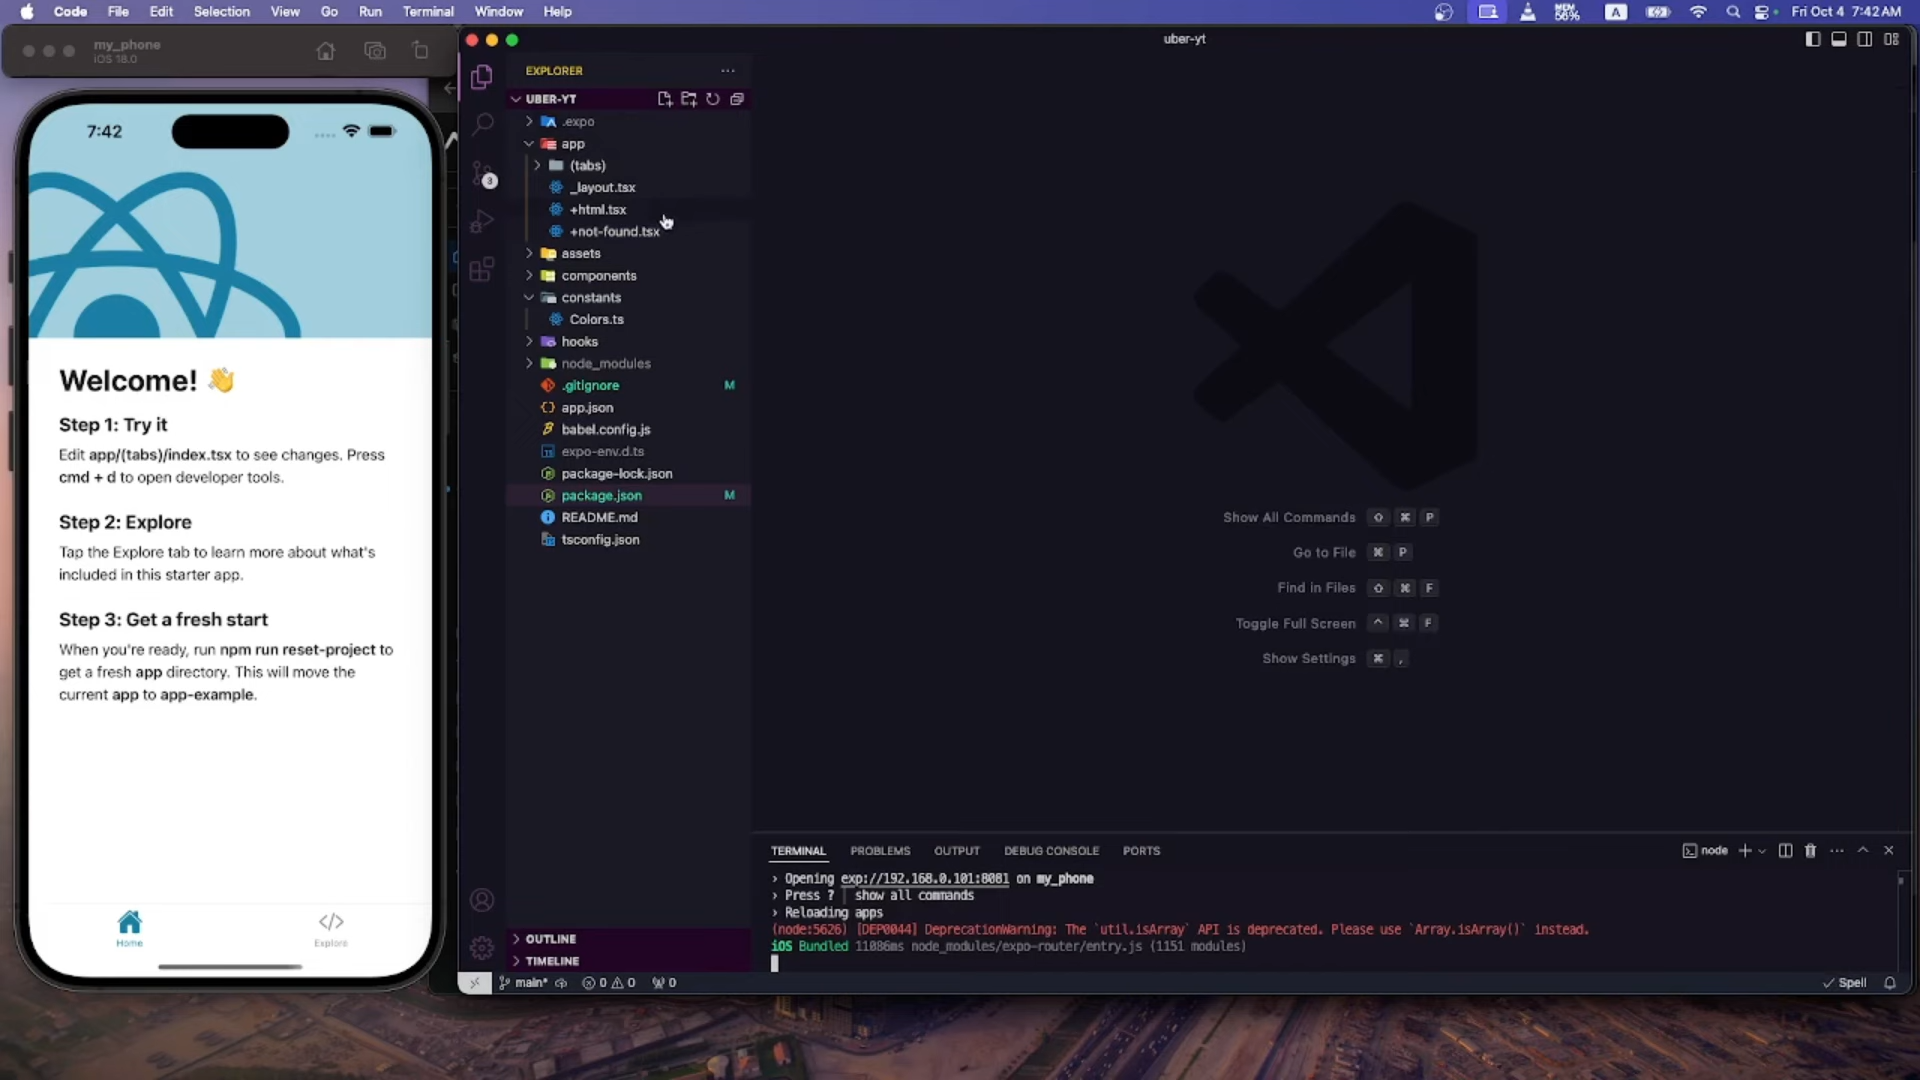 Code File Edit Selection View Go Run Terminal Window Help
MEM 56% A Fri Oct 4 7:42 AM
my_phone
iOS 18.0
7:42
Welcome! 👋
Step 1: Try it
Edit app/(tabs)/index.tsx to see changes. Press
cmd + d to open developer tools.
Step 2: Explore
Tap the Explore tab to learn more about what's
included in this starter app.
Step 3: Get a fresh start
When you're ready, run npm run reset-project to
get a fresh app directory. This will move the
current app to app-example.
Home Explore
uber-yt
EXPLORER
UBER-YT
.expo
app
(tabs)
_layout.tsx
+html.tsx
+not-found.tsx
assets
components
constants
Colors.ts
hooks
node_modules
.gitignore M
app.json
babel.config.js
expo-env.d.ts
package-lock.json
package.json M
README.md
tsconfig.json
OUTLINE
TIMELINE
3
Show All Commands ⇧ ⌘ P
Go to File ⌘ P
Find in Files ⇧ ⌘ F
Toggle Full Screen ^ ⌘ F
Show Settings ⌘ ,
TERMINAL PROBLEMS OUTPUT DEBUG CONSOLE PORTS
node
› Opening exp://192.168.0.101:8081 on my_phone
› Press ? | show all commands
› Reloading apps
(node:5626) [DEP0044] DeprecationWarning: The `util.isArray` API is deprecated. Please use `Array.isArray()` instead.
iOS Bundled 11086ms node_modules/expo-router/entry.js (1151 modules)
main* 0 0 0
Spell